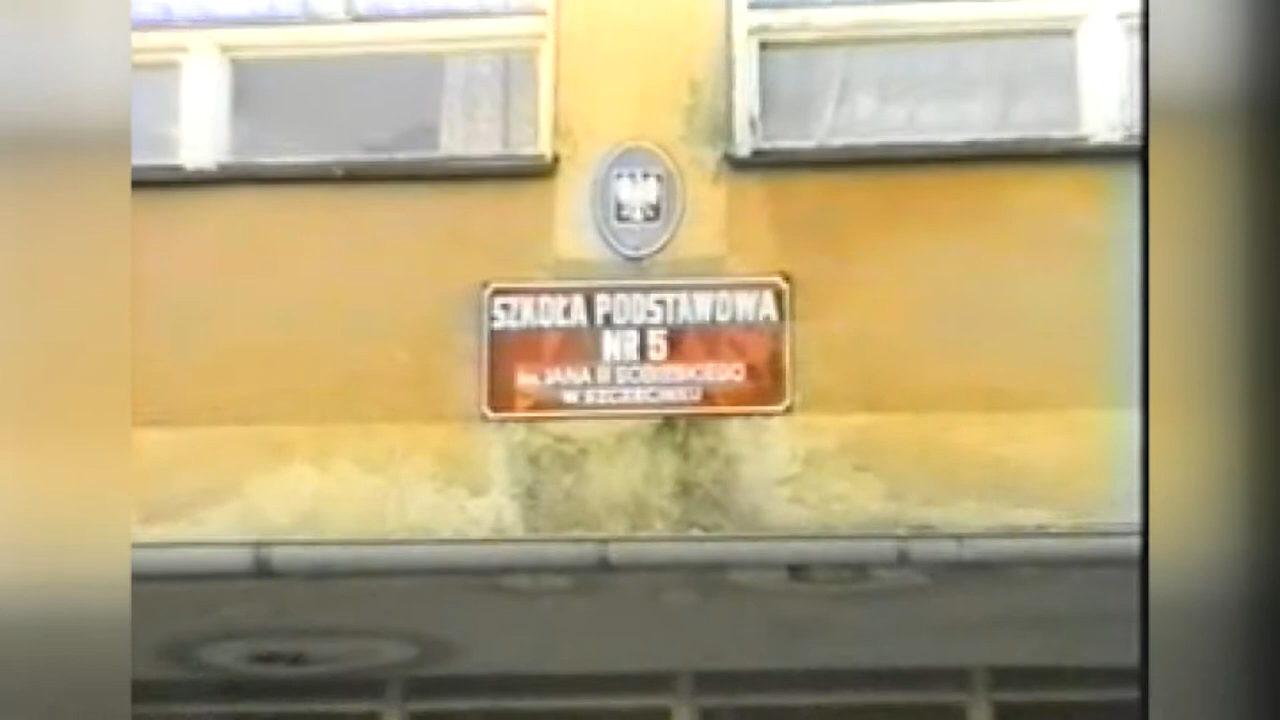 SZKOŁA PODSTAWOWA
NR 5
im. JANA III SOBIESKIEGO
W SZCZECINKU